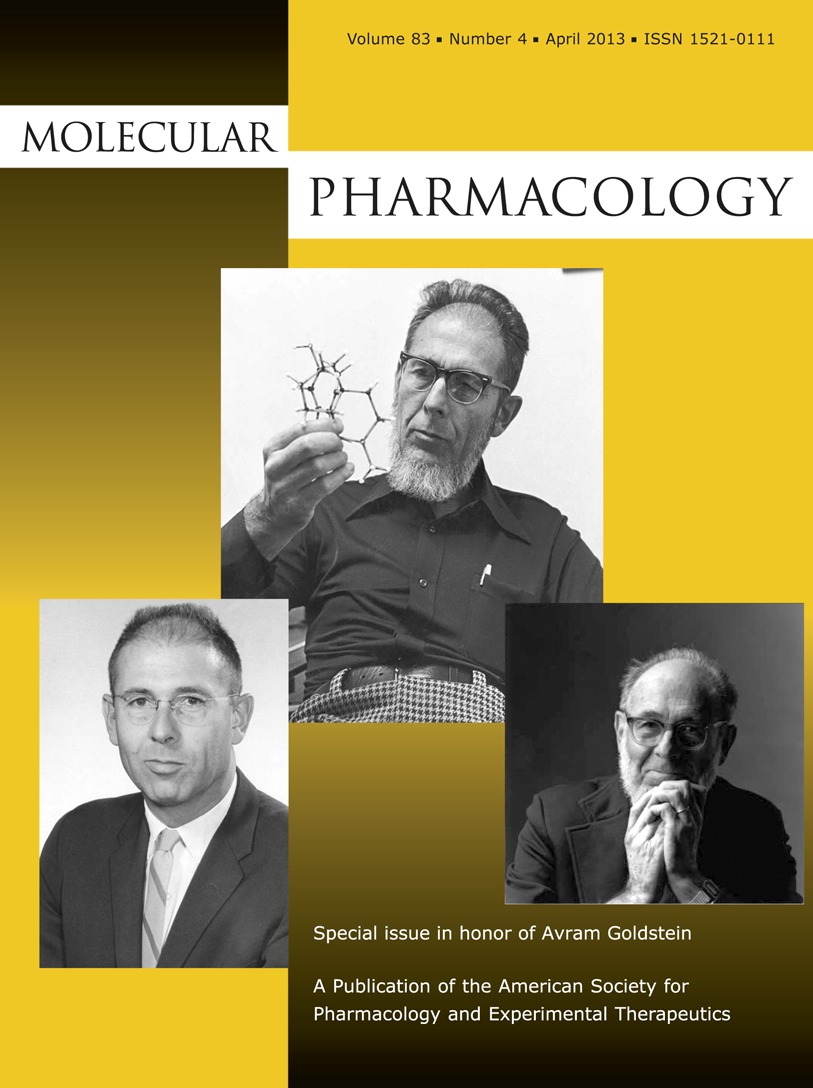 Volume 83 ▪ Number 4 ▪ April 2013 ▪ ISSN 1521-0111
MOLECULAR
PHARMACOLOGY
Special issue in honor of Avram Goldstein
A Publication of the American Society for
Pharmacology and Experimental Therapeutics